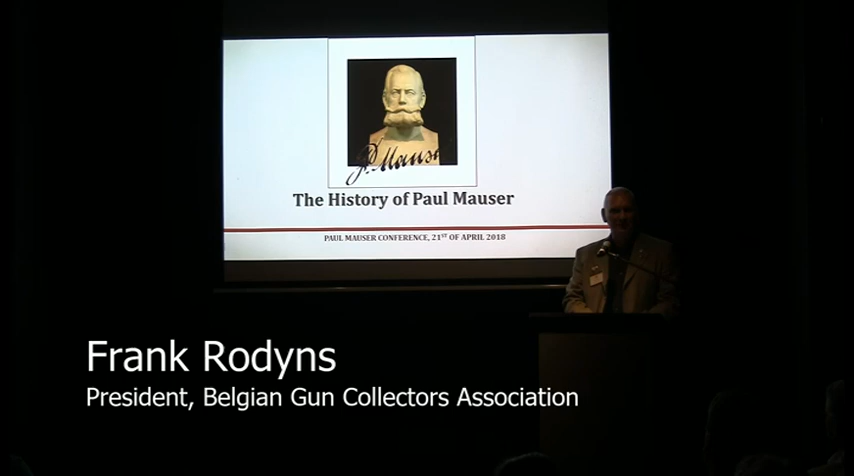 P. Mauser
The History of Paul Mauser
PAUL MAUSER CONFERENCE, 21ST OF APRIL 2018
Frank Rodyns
President, Belgian Gun Collectors Association